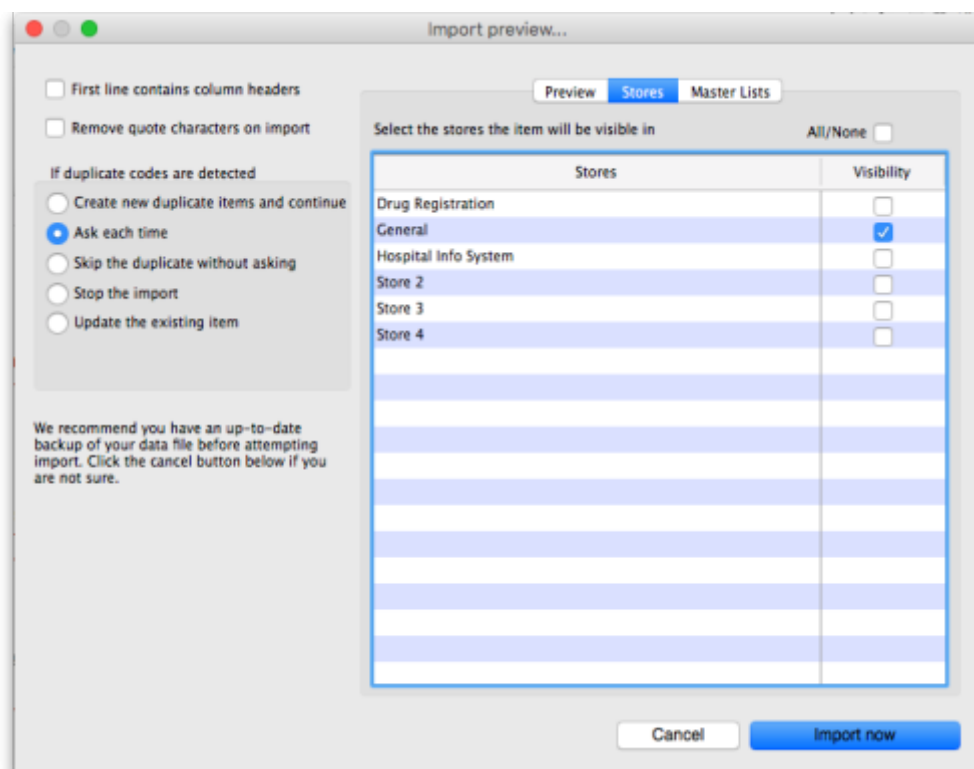 Import preview...
First line contains column headers
Remove quote characters on import
If duplicate codes are detected
Create new duplicate items and continue
Ask each time
Skip the duplicate without asking
Stop the import
Update the existing item
We recommend you have an up-to-date
backup of your data file before attempting
import. Click the cancel button below if you
are not sure.
Preview Stores Master Lists
Select the stores the item will be visible in All/None
Stores Visibility
Drug Registration
General
Hospital Info System
Store 2
Store 3
Store 4
Cancel Import now